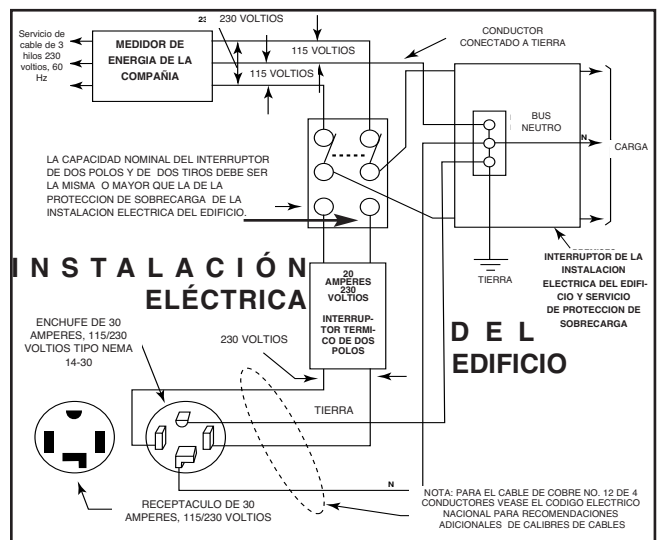 230 VOLTIOS
Servicio de
cable de 3
hilos 230
voltios, 60
Hz
MEDIDOR DE
ENERGIA DE LA
COMPAÑIA
115 VOLTIOS
115 VOLTIOS
CONDUCTOR
CONECTADO A TIERRA
BUS
NEUTRO
N
CARGA
LA CAPACIDAD NOMINAL DEL INTERRUPTOR
DE DOS POLOS Y DE DOS TIROS DEBE SER
LA MISMA O MAYOR QUE LA DE LA
PROTECCION DE SOBRECARGA DE LA
INSTALACION ELECTRICA DEL EDIFICIO.
TIERRA
INTERRUPTOR DE LA
INSTALACION
ELECTRICA DEL EDIFI-
CIO Y SERVICIO
DE PROTECCION DE
SOBRECARGA
INSTALACIÓN
ELÉCTRICA
DEL
EDIFICIO
20
AMPERES
230
VOLTIOS
INTERRUP-
TOR TERMI-
CO DE DOS
POLOS
ENCHUFE DE 30
AMPERES, 115/230
VOLTIOS TIPO NEMA
14-30
230 VOLTIOS
TIERRA
N
RECEPTACULO DE 30
AMPERES, 115/230 VOLTIOS
NOTA: PARA EL CABLE DE COBRE NO. 12 DE 4
CONDUCTORES VEASE EL CODIGO ELECTRICO
NACIONAL PARA RECOMENDACIONES
ADICIONALES DE CALIBRES DE CABLES